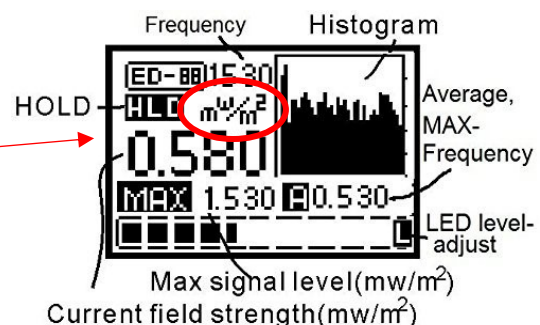 Frequency
Histogram
ED-88 1530
HOLD
HLD
mw/m²
Average,
MAX-
Frequency
0.580
MAX 1.530 A 0.530
L
LED level-
adjust
Max signal level(mw/m²)
Current field strength(mw/m²)